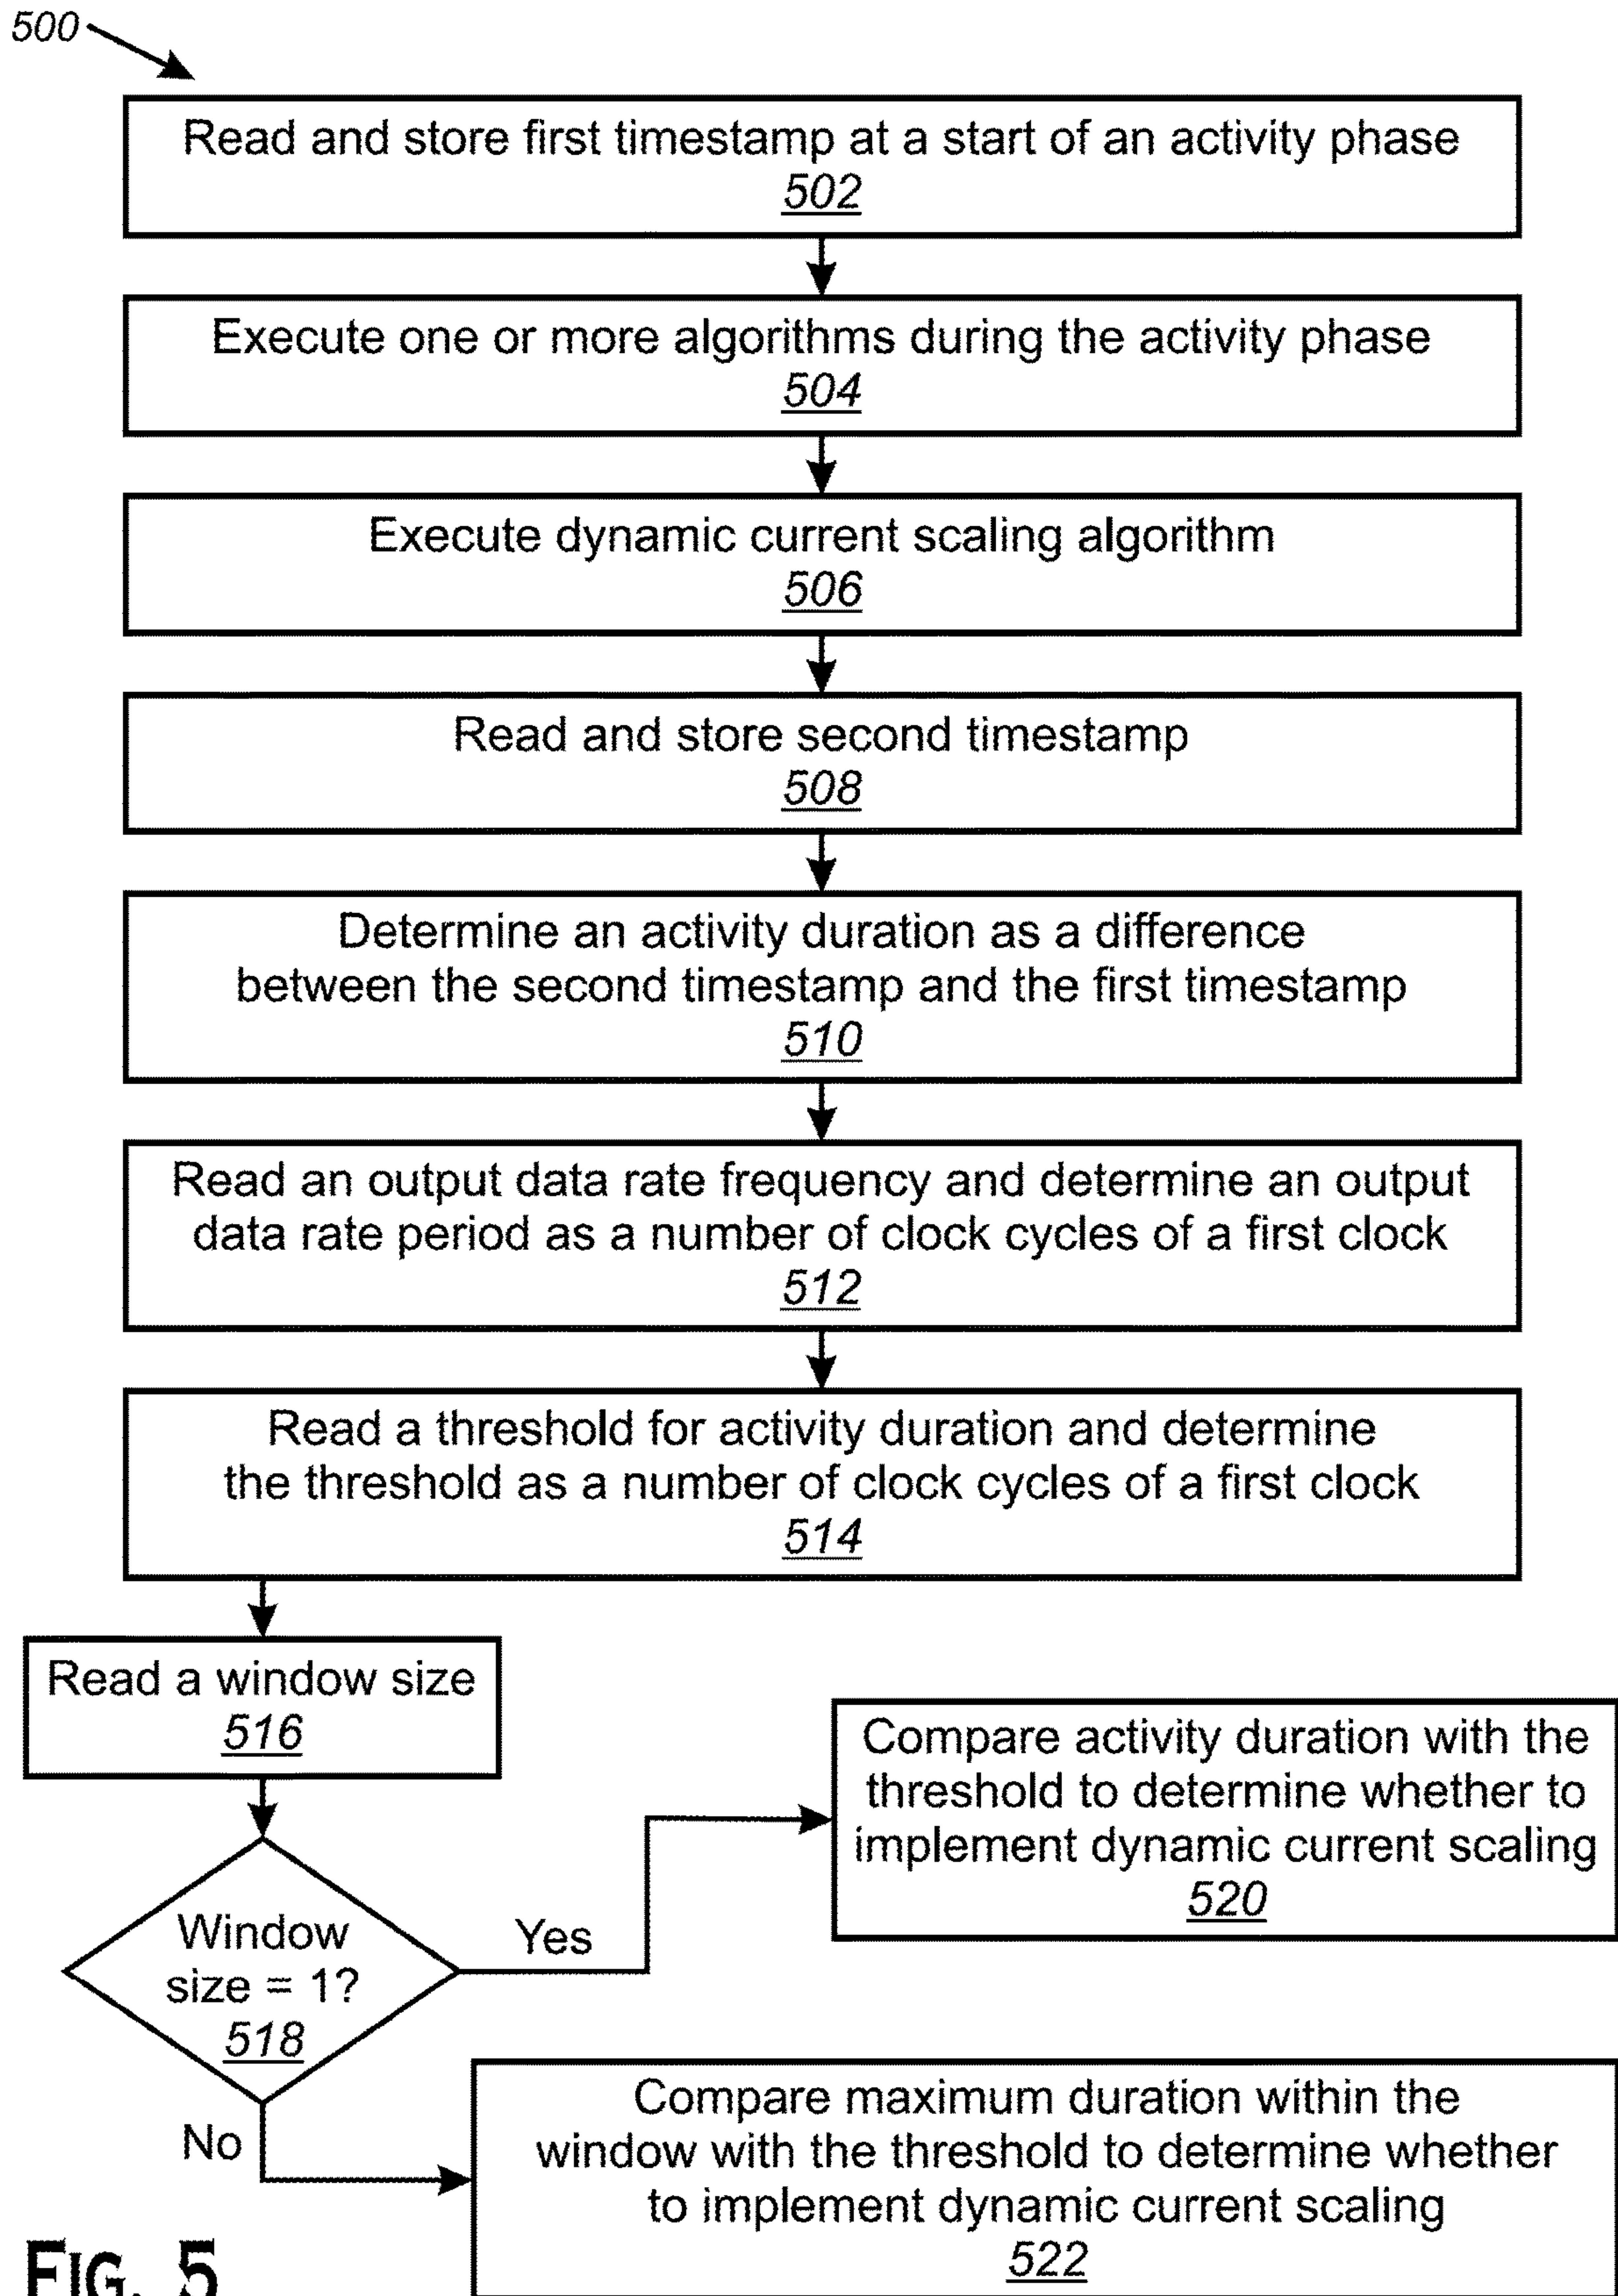 500
Read and store first timestamp at a start of an activity phase
502
Execute one or more algorithms during the activity phase
504
Execute dynamic current scaling algorithm
506
Read and store second timestamp
508
Determine an activity duration as a difference
between the second timestamp and the first timestamp
510
Read an output data rate frequency and determine an output
data rate period as a number of clock cycles of a first clock
512
Read a threshold for activity duration and determine
the threshold as a number of clock cycles of a first clock
514
Read a window size
516
Compare activity duration with the
threshold to determine whether to
implement dynamic current scaling
520
Window
size = 1?
518
Yes
No
Compare maximum duration within the
window with the threshold to determine whether
to implement dynamic current scaling
522
FIG. 5